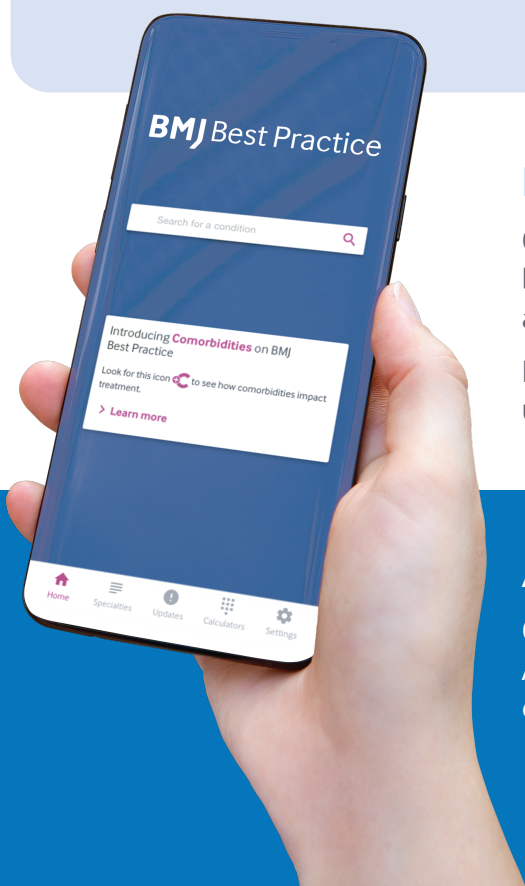 BMJ Best Practice
Search for a condition
Introducing Comorbidities on BMJ
Best Practice
Look for this icon +C to see how comorbidities impact
treatment.
> Learn more
Home
Specialties
Updates
Calculators
Settings